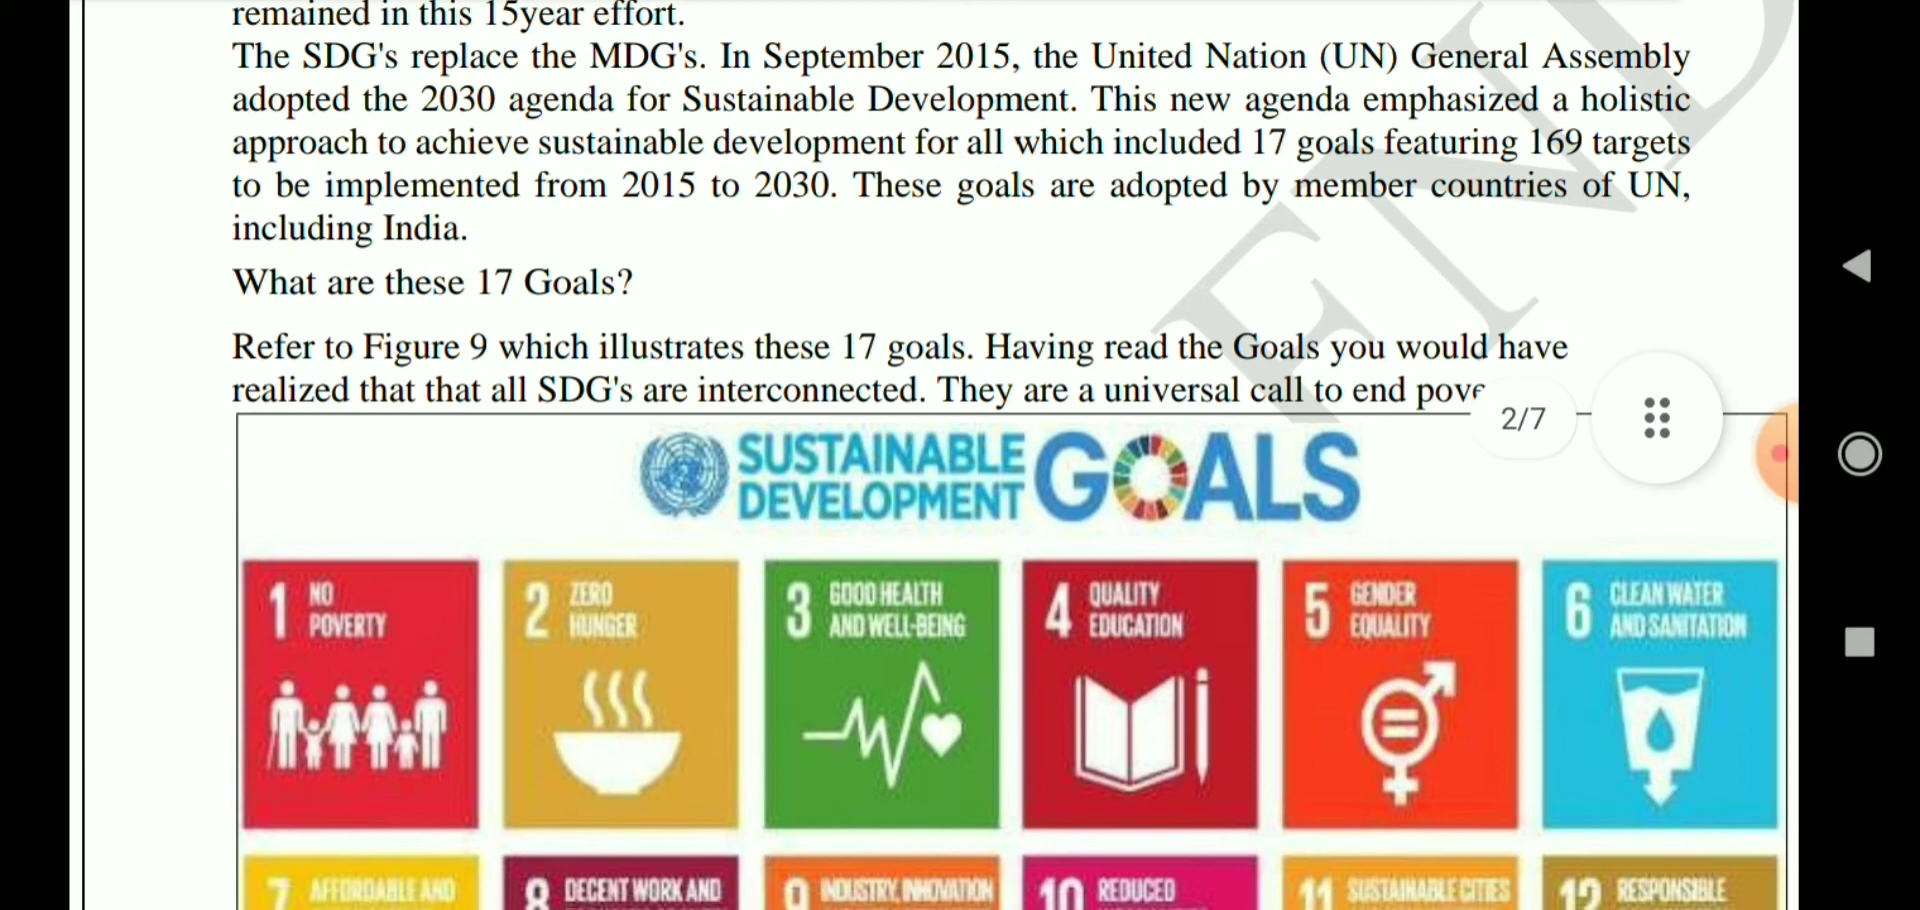 remained in this 15year effort.
The SDG's replace the MDG's. In September 2015, the United Nation (UN) General Assembly
adopted the 2030 agenda for Sustainable Development. This new agenda emphasized a holistic
approach to achieve sustainable development for all which included 17 goals featuring 169 targets
to be implemented from 2015 to 2030. These goals are adopted by member countries of UN,
including India.
What are these 17 Goals?
Refer to Figure 9 which illustrates these 17 goals. Having read the Goals you would have
realized that that all SDG's are interconnected. They are a universal call to end pove
2/7
SUSTAINABLE
DEVELOPMENT
GOALS
1 NO
POVERTY
2 ZERO
HUNGER
3 GOOD HEALTH
AND WELL-BEING
4 QUALITY
EDUCATION
5 GENDER
EQUALITY
6 CLEAN WATER
AND SANITATION
7 AFFORDABLE AND
8 DECENT WORK AND
9 INDUSTRY, INNOVATION
10 REDUCED
11 SUSTAINABLE CITIES
12 RESPONSIBLE